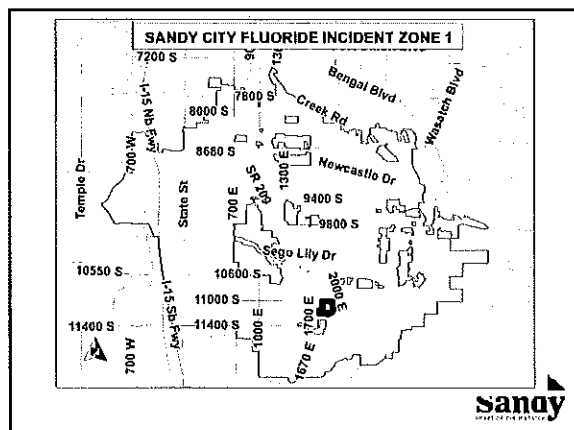 SANDY CITY FLUORIDE INCIDENT ZONE 1
7200 S
Bengal Blvd
7800 S
Wasatch Blvd
I-15 Nb Fwy
8000 S
Creek Rd
700 W
8680 S
1300 E
Newcastle Dr
Temple Dr
State St
SR 209
700 E
9400 S
9800 S
Sego Lily Dr
10550 S
10600 S
2000 E
I-15 Sb Fwy
11000 S
1700 E
11400 S
11400 S
1000 E
700 W
1670 E
Sandy